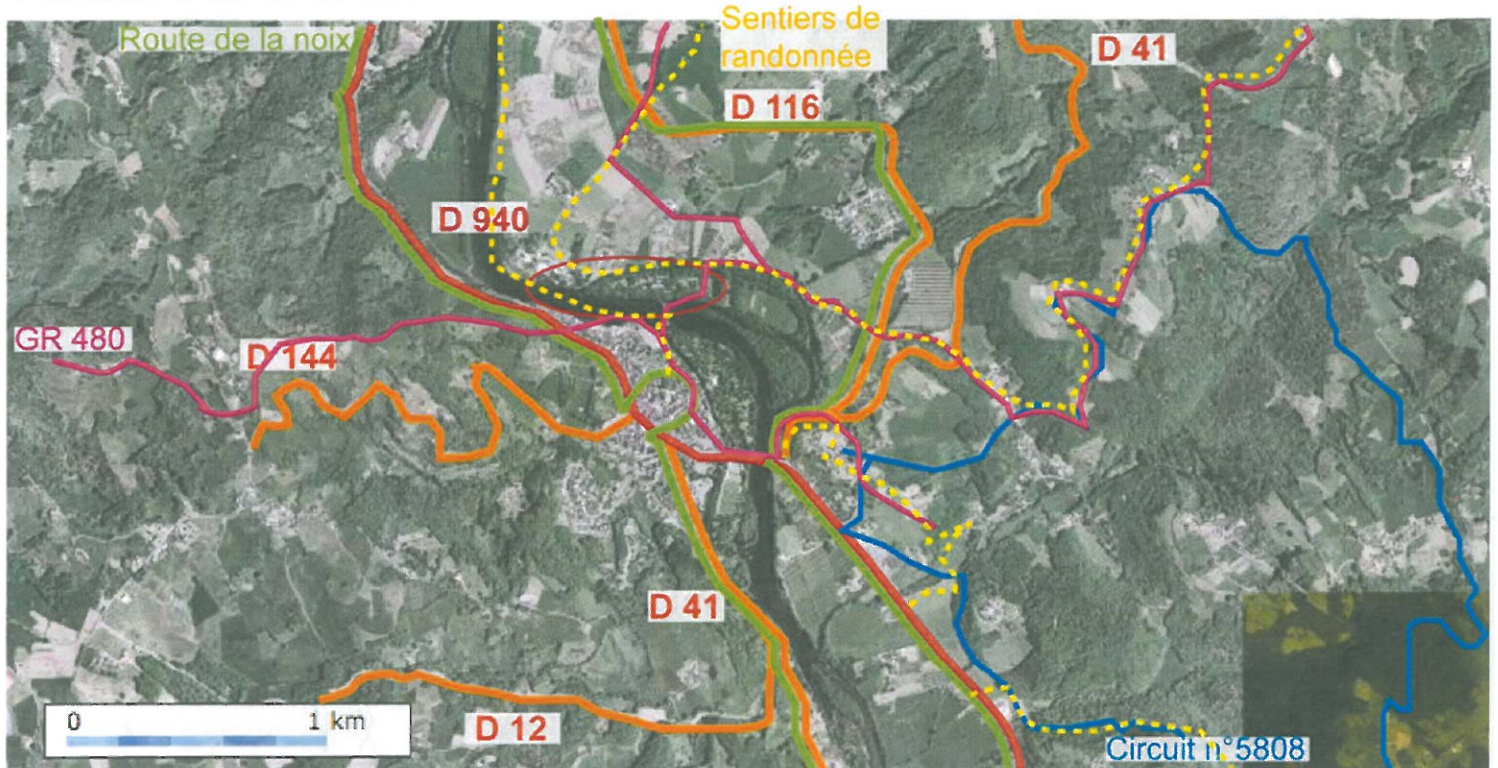 Route de la noix
Sentiers de
randonnée
D 41
D 116
D 940
GR 480
D 144
D 41
D 12
0 1 km
Circuit n°5808